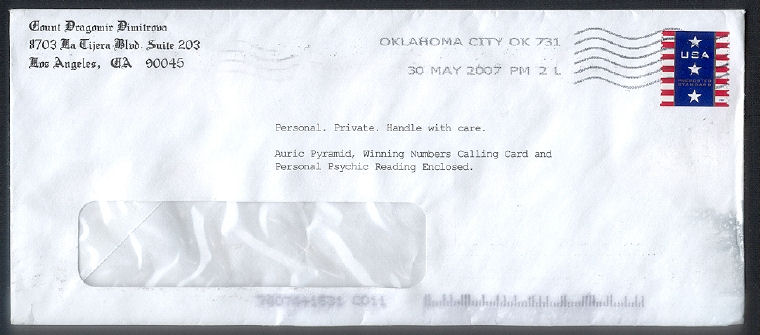 Count Dragomir Dimitrova
8703 La Tijera Blvd. Suite 203
Los Angeles, CA 90045
OKLAHOMA CITY OK 731
30 MAY 2007 PM 2 L
USA
PRESORTED
STANDARD
Personal. Private. Handle with care.
Auric Pyramid, Winning Numbers Calling Card and
Personal Psychic Reading Enclosed.